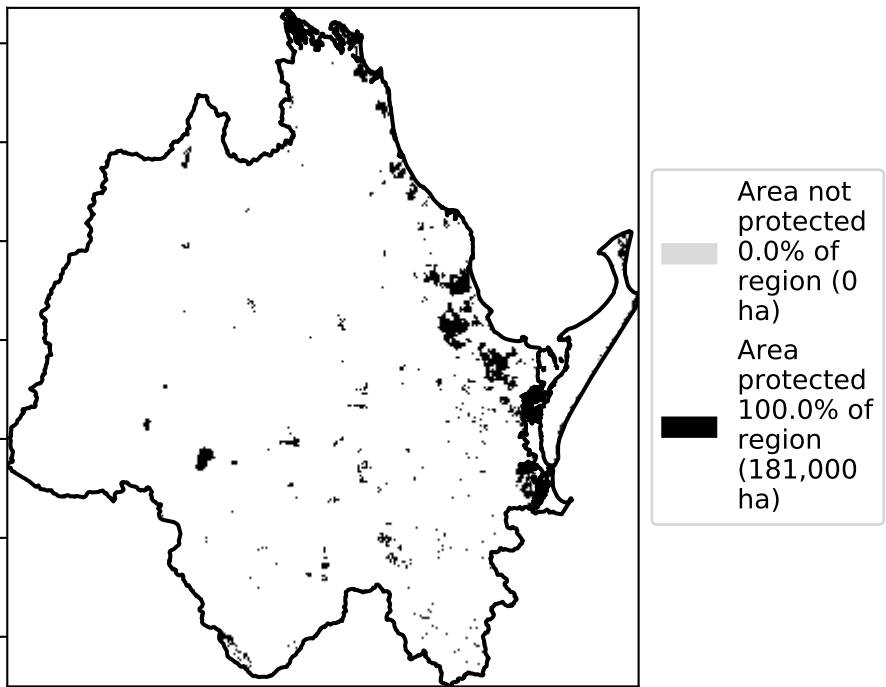 Area not
protected
0.0% of
region (0
ha)
Area
protected
100.0% of
region
(181,000
ha)